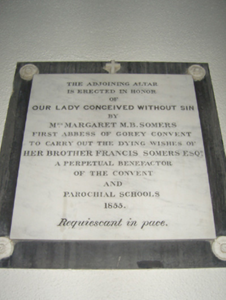 THE ADJOINING ALTAR
IS ERECTED IN HONOR
OF
OUR LADY CONCEIVED WITHOUT SIN
BY
Mrs MARGARET M.B. SOMERS
FIRST ABBESS OF GOREY CONVENT
TO CARRY OUT THE DYING WISHES OF
HER BROTHER FRANCIS SOMERS ESQr
A PERPETUAL BENEFACTOR
OF THE CONVENT
AND
PAROCHIAL SCHOOLS
1855.
Requiescant in pace.